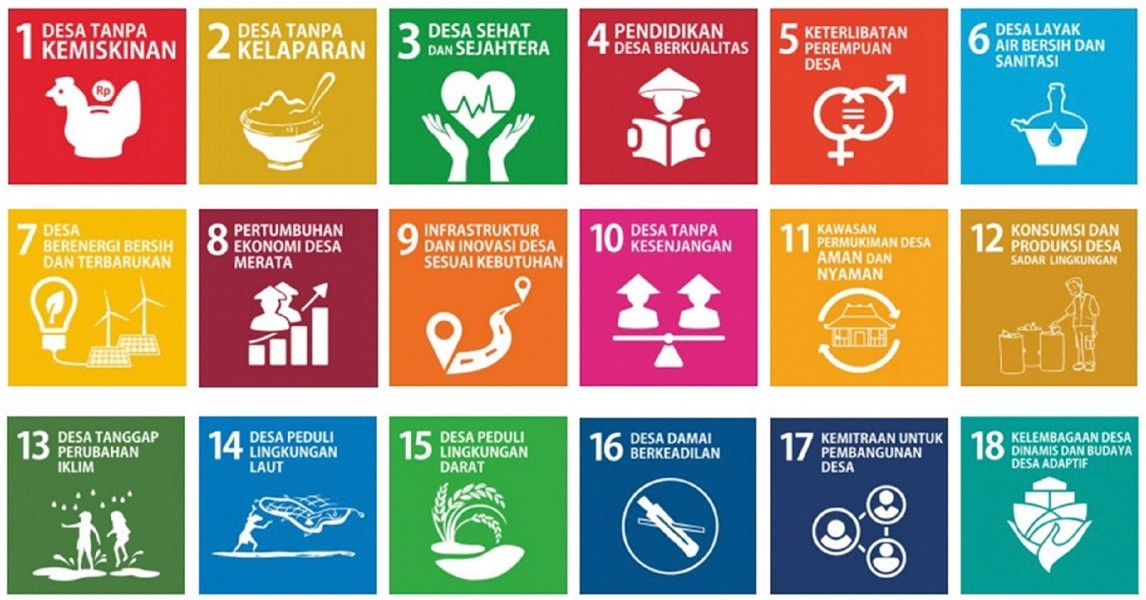 1 DESA TANPA
KEMISKINAN
Rp
2 DESA TANPA
KELAPARAN
3 DESA SEHAT
DAN SEJAHTERA
4 PENDIDIKAN
DESA BERKUALITAS
5 KETERLIBATAN
PEREMPUAN
DESA
6 DESA LAYAK
AIR BERSIH DAN
SANITASI
7 DESA
BERENERGI BERSIH
DAN TERBARUKAN
8 PERTUMBUHAN
EKONOMI DESA
MERATA
9 INFRASTRUKTUR
DAN INOVASI DESA
SESUAI KEBUTUHAN
10 DESA TANPA
KESENJANGAN
11 KAWASAN
PERMUKIMAN DESA
AMAN DAN
NYAMAN
12 KONSUMSI DAN
PRODUKSI DESA
SADAR LINGKUNGAN
13 DESA TANGGAP
PERUBAHAN
IKLIM
14 DESA PEDULI
LINGKUNGAN
LAUT
15 DESA PEDULI
LINGKUNGAN
DARAT
16 DESA DAMAI
BERKEADILAN
17 KEMITRAAN UNTUK
PEMBANGUNAN
DESA
18 KELEMBAGAAN DESA
DINAMIS DAN BUDAYA
DESA ADAPTIF